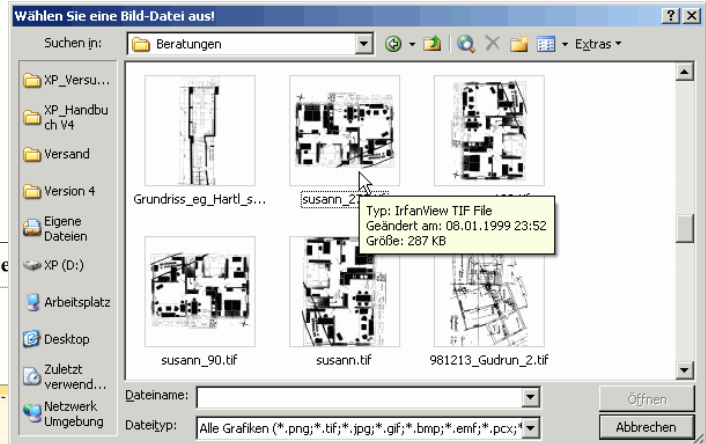 Wählen Sie eine Bild-Datei aus!
Suchen in:
Beratungen
Extras
XP_Versu...
XP_Handbu
ch V4
Versand
Version 4
Eigene
Dateien
XP (D:)
Arbeitsplatz
Desktop
Zuletzt
verwend...
Netzwerk
Umgebung
Grundriss_eg_Hartl_s...
Typ: IrfanView TIF File
Geändert am: 08.01.1999 23:52
Größe: 287 KB
susann_90.tif
susann.tif
981213_Gudrun_2.tif
Dateiname:
Öffnen
Dateityp:
Alle Grafiken (*.png;*.tif;*.jpg;*.gif;*.bmp;*.emf;*.pcx;*
Abbrechen